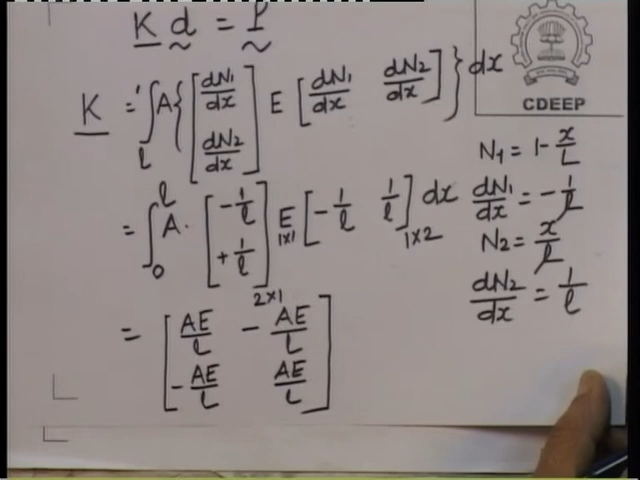 K d = P
K = ∫l A { [dN1/dx dN2/dx] E [dN1/dx dN2/dx] } dx
CDEEP
N1 = 1 - x/L
= ∫0^l A. [-1/l +1/l] 2×1 E 1×1 [-1/l 1/l] 1×2 dx
dN1/dx = -1/l
N2 = x/l
dN2/dx = 1/l
= [AE/L -AE/L
-AE/L AE/L]